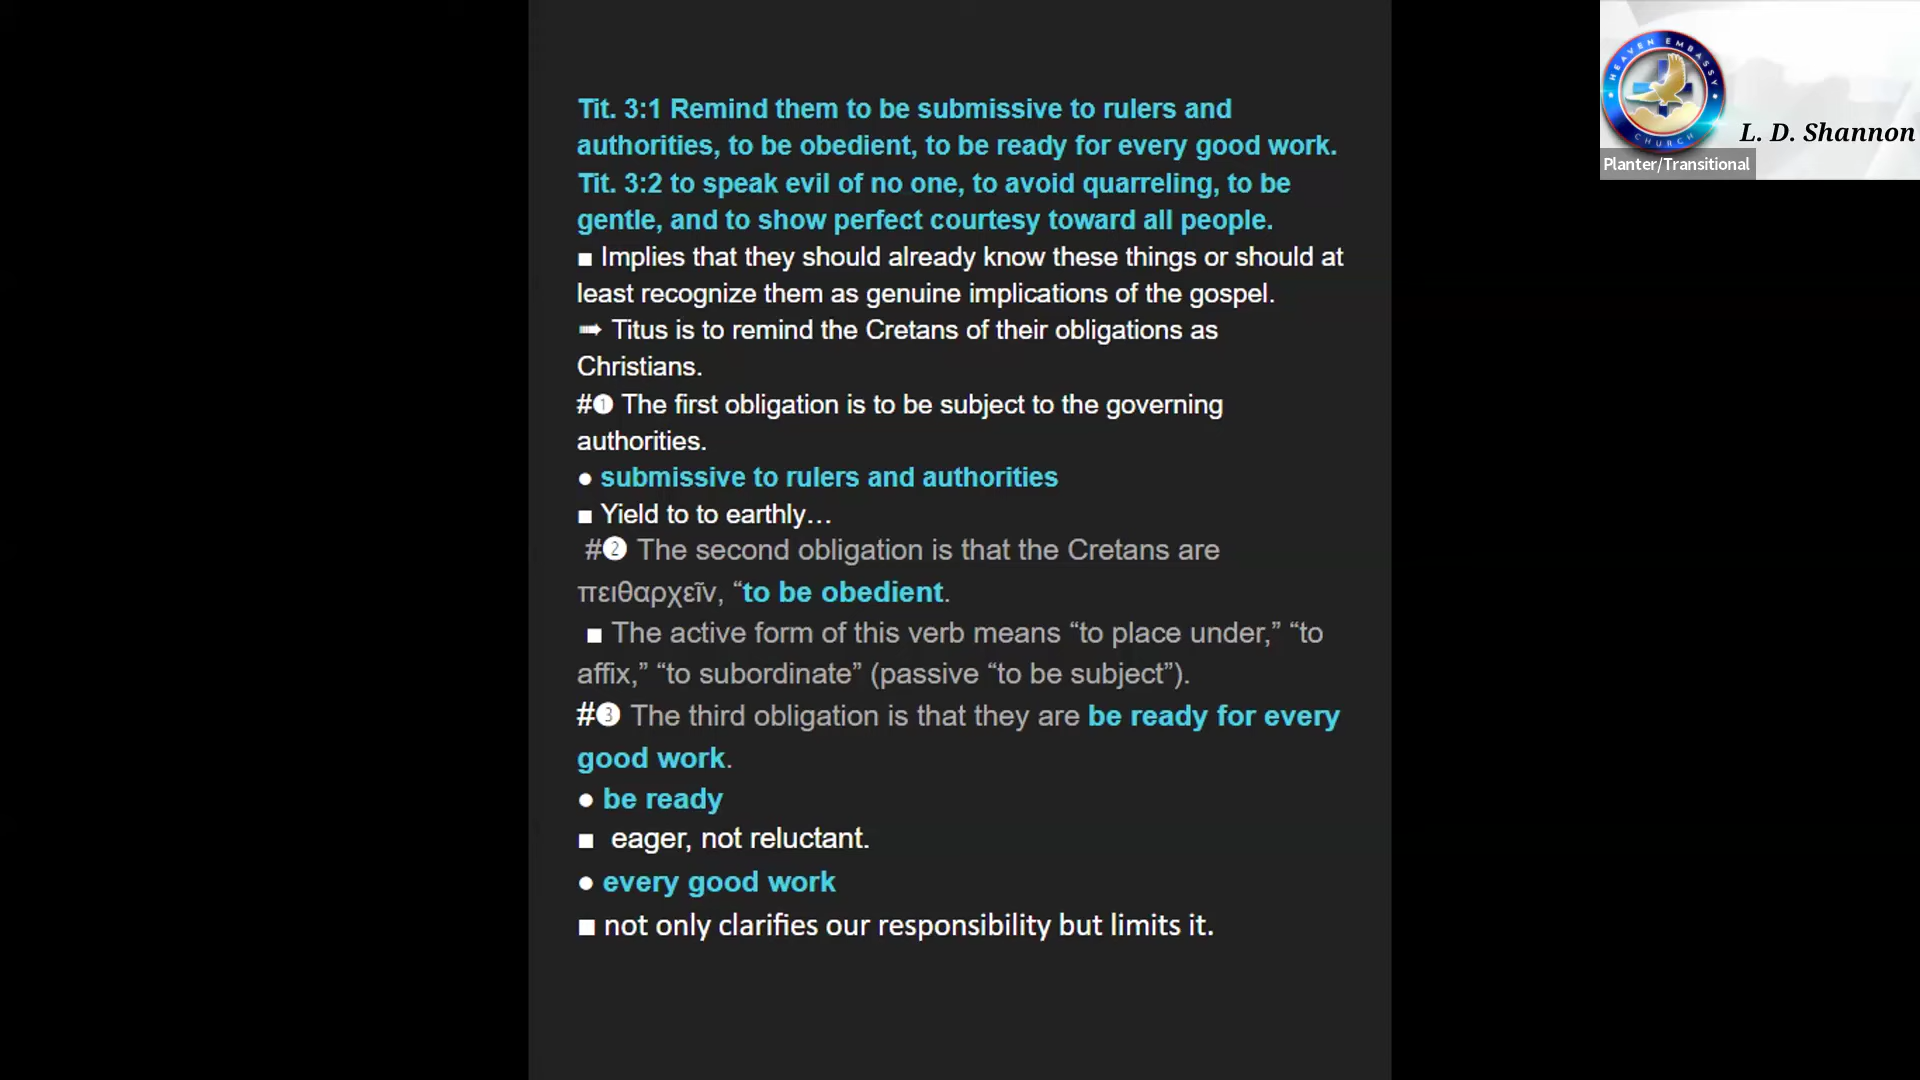 Tit. 3:1 Remind them to be submissive to rulers and
authorities, to be obedient, to be ready for every good work.
Tit. 3:2 to speak evil of no one, to avoid quarreling, to be
gentle, and to show perfect courtesy toward all people.
■ Implies that they should already know these things or should at
least recognize them as genuine implications of the gospel.
➠ Titus is to remind the Cretans of their obligations as
Christians.
#❶ The first obligation is to be subject to the governing
authorities.
● submissive to rulers and authorities
■ Yield to to earthly…
#❷ The second obligation is that the Cretans are
πειθαρχεῖν, “to be obedient.
■ The active form of this verb means “to place under,” “to
affix,” “to subordinate” (passive “to be subject”).
#❸ The third obligation is that they are be ready for every
good work.
● be ready
■ eager, not reluctant.
● every good work
■ not only clarifies our responsibility but limits it.
HEAVEN EMBASSY
CHURCH
L. D. Shannon
Planter/Transitional